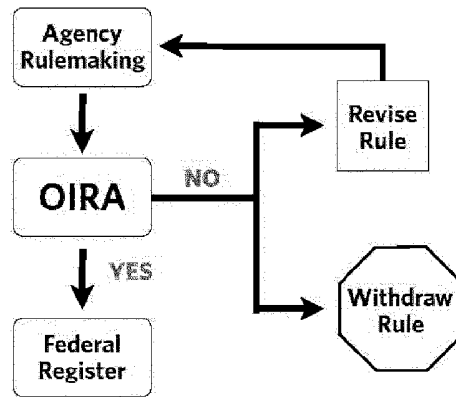 Agency
Rulemaking
OIRA
NO
Revise
Rule
YES
Withdraw
Rule
Federal
Register